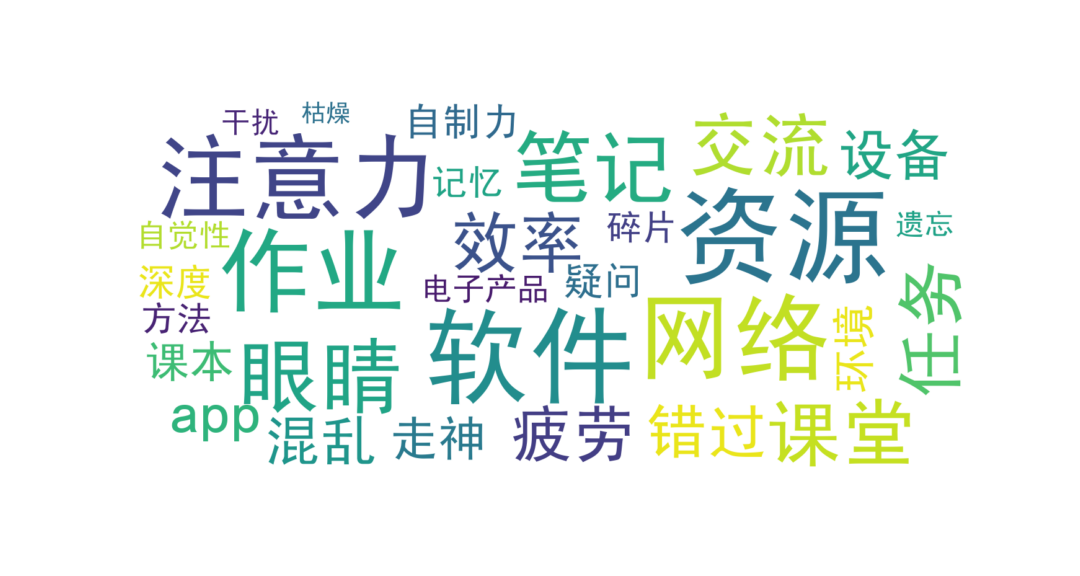 干扰
枯燥
自制力
注意力
记忆
笔记
交流
设备
自觉性
作业
效率
碎片
资源
遗忘
深度
电子产品
疑问
方法
课本
眼睛
软件
网络
环境
任务
app
混乱
走神
疲劳
错过
课堂